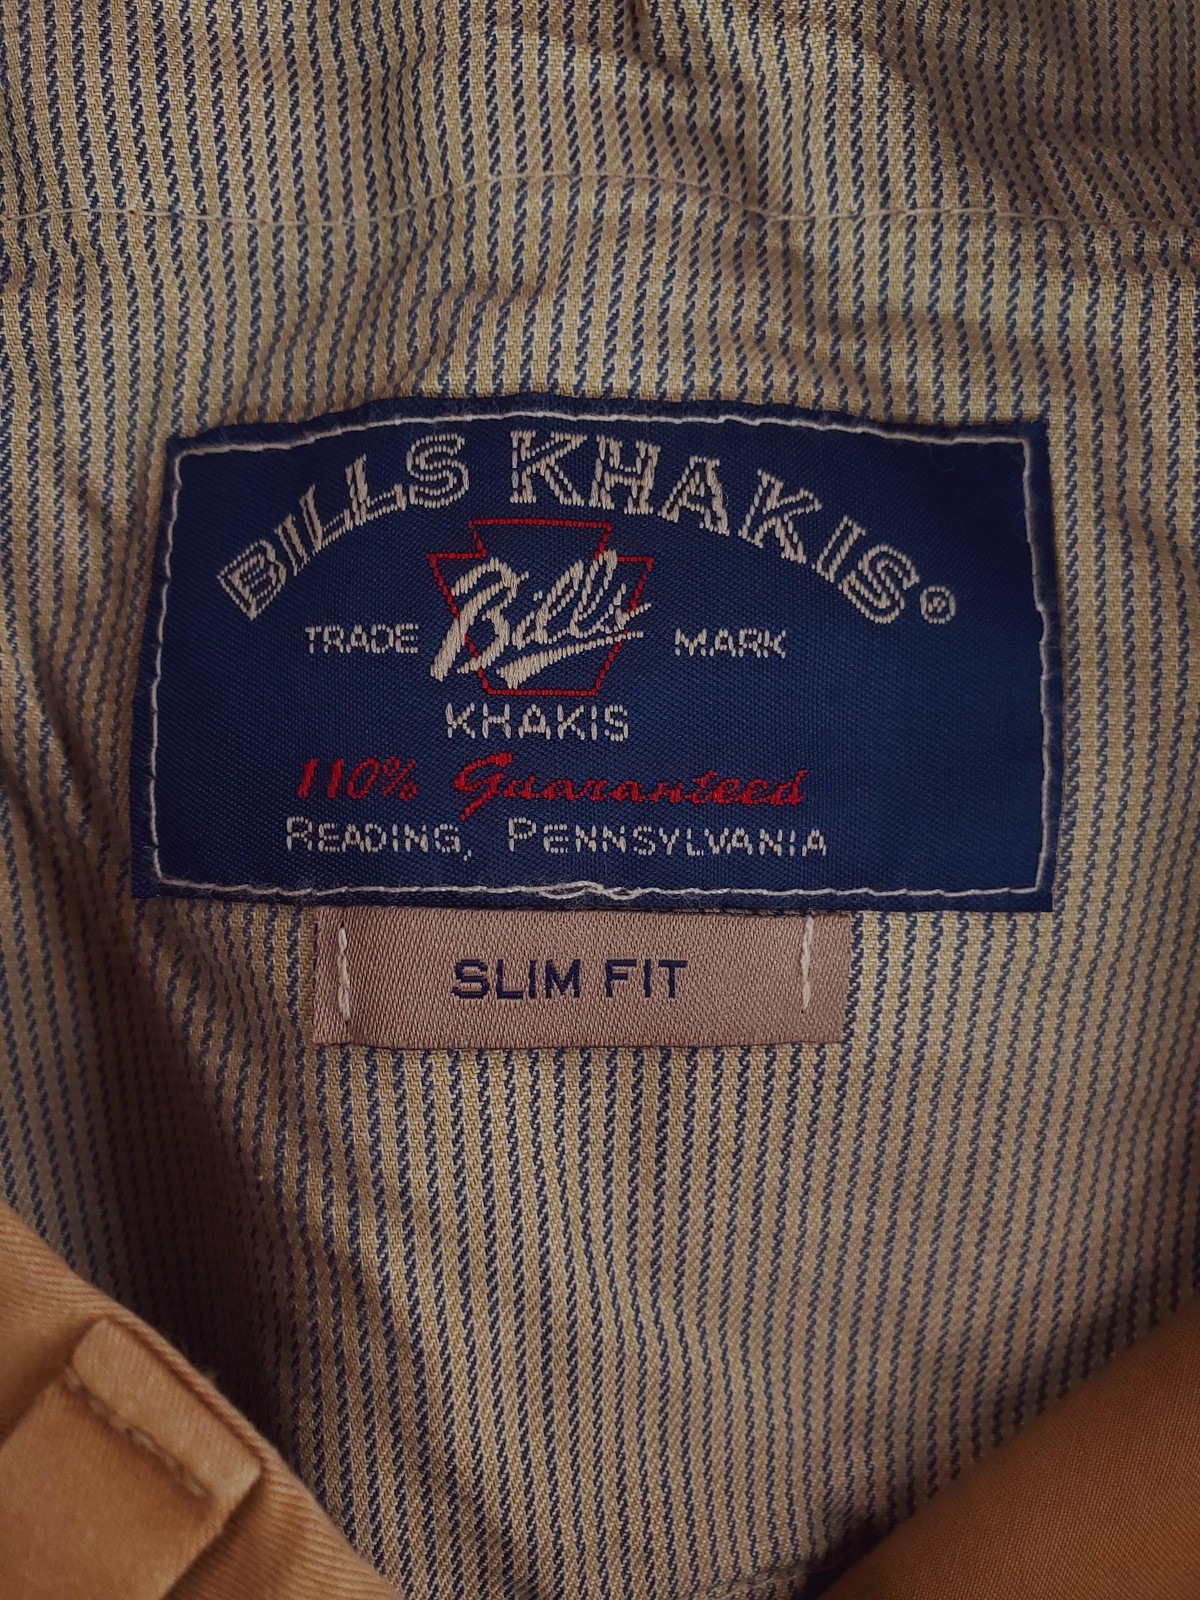 BILLS KHAKIS®
TRADE Bills MARK
KHAKIS
110% Guaranteed
READING, PENNSYLVANIA
SLIM FIT